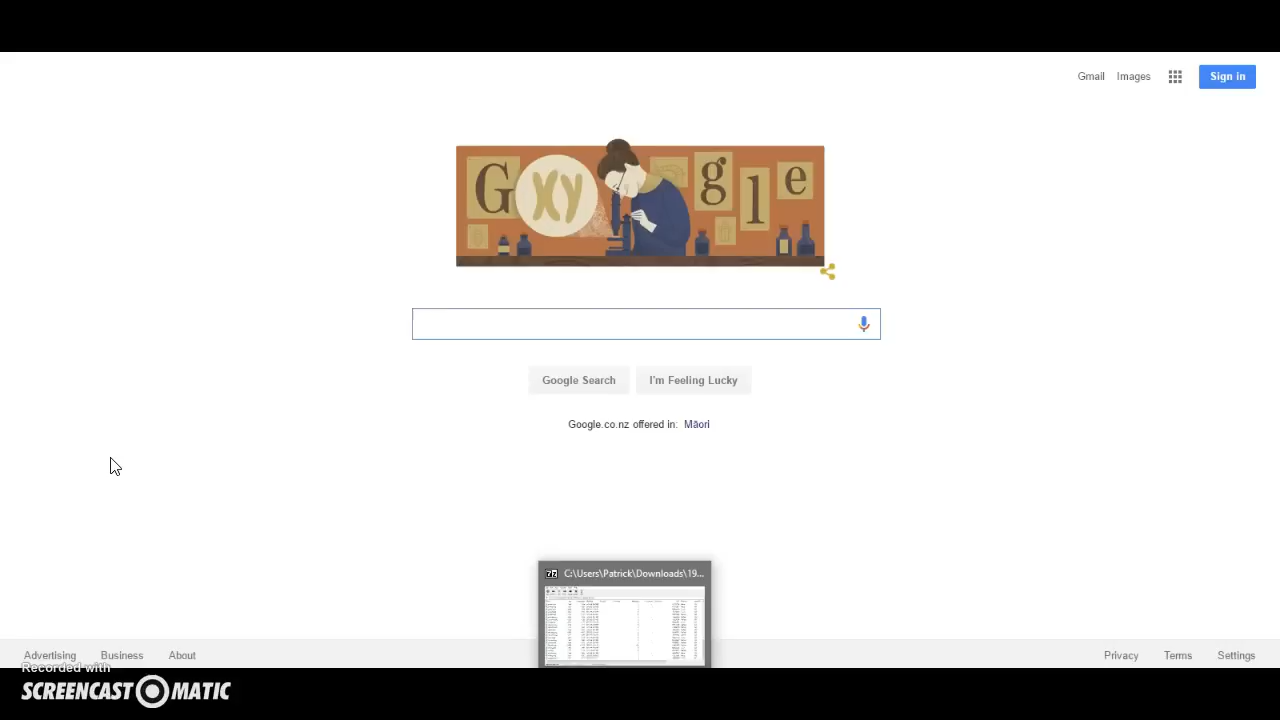 Gmail Images Sign in
G XY g l e
Google Search I'm Feeling Lucky
Google.co.nz offered in: Māori
C:\Users\Patrick\Downloads\19...
Advertising Business About Privacy Terms Settings
Recorded with
SCREENCAST MATIC